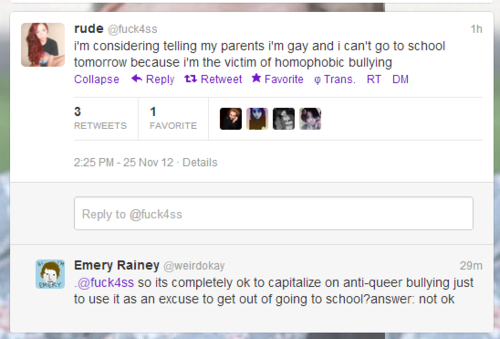 rude @fuck4ss 1h
i'm considering telling my parents i'm gay and i can't go to school
tomorrow because i'm the victim of homophobic bullying
Collapse Reply Retweet Favorite φ Trans. RT DM
3 1
RETWEETS FAVORITE
2:25 PM - 25 Nov 12 · Details
Reply to @fuck4ss
Emery Rainey @weirdokay 29m
.@fuck4ss so its completely ok to capitalize on anti-queer bullying just
to use it as an excuse to get out of going to school?answer: not ok
EMERY